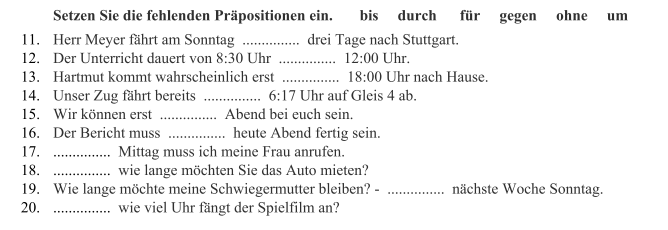 Setzen Sie die fehlenden Präpositionen ein. bis durch für gegen ohne um
11. Herr Meyer fährt am Sonntag ............... drei Tage nach Stuttgart.
12. Der Unterricht dauert von 8:30 Uhr ............... 12:00 Uhr.
13. Hartmut kommt wahrscheinlich erst ............... 18:00 Uhr nach Hause.
14. Unser Zug fährt bereits ............... 6:17 Uhr auf Gleis 4 ab.
15. Wir können erst ............... Abend bei euch sein.
16. Der Bericht muss ............... heute Abend fertig sein.
17. ............... Mittag muss ich meine Frau anrufen.
18. ............... wie lange möchten Sie das Auto mieten?
19. Wie lange möchte meine Schwiegermutter bleiben? - ............... nächste Woche Sonntag.
20. ............... wie viel Uhr fängt der Spielfilm an?